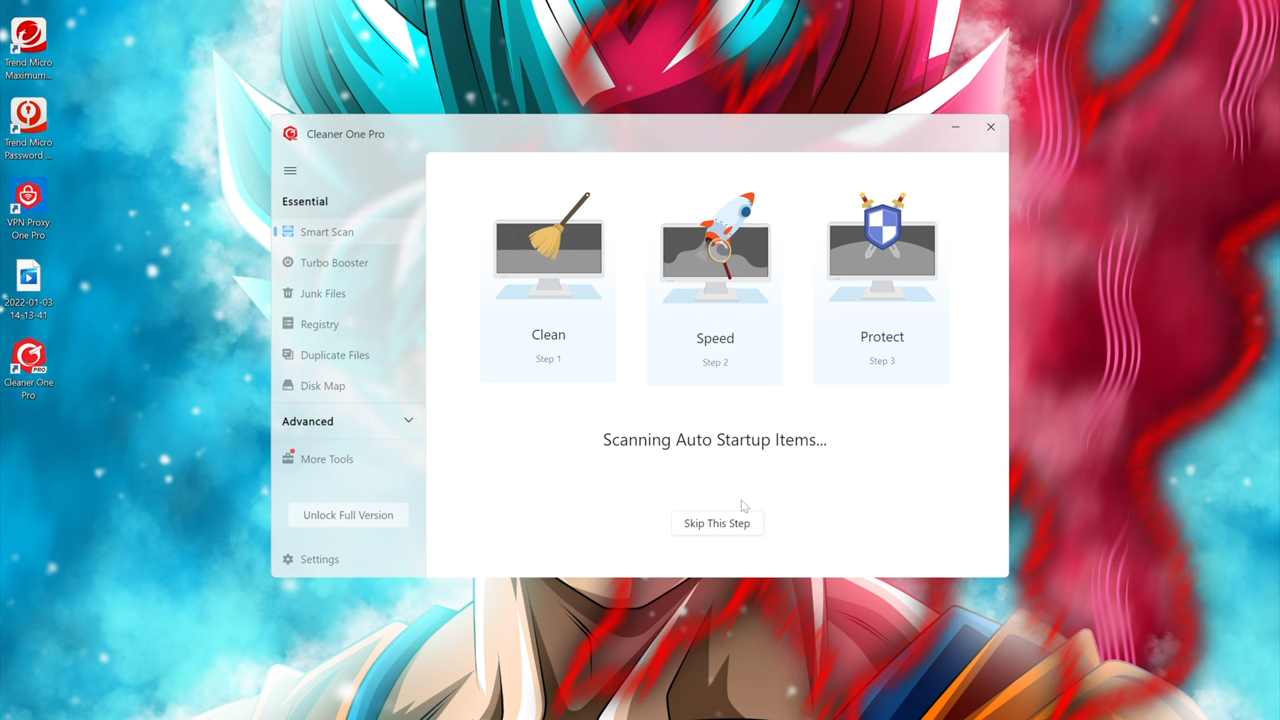 Trend Micro
Maximum...
Trend Micro
Password ...
VPN Proxy
One Pro
2022-01-03
14-13-41
PRO
Cleaner One
Pro
Cleaner One Pro
Essential
Smart Scan
Turbo Booster
Junk Files
Registry
Duplicate Files
Disk Map
Advanced
More Tools
Unlock Full Version
Settings
Clean
Step 1
Speed
Step 2
Protect
Step 3
Scanning Auto Startup Items...
Skip This Step